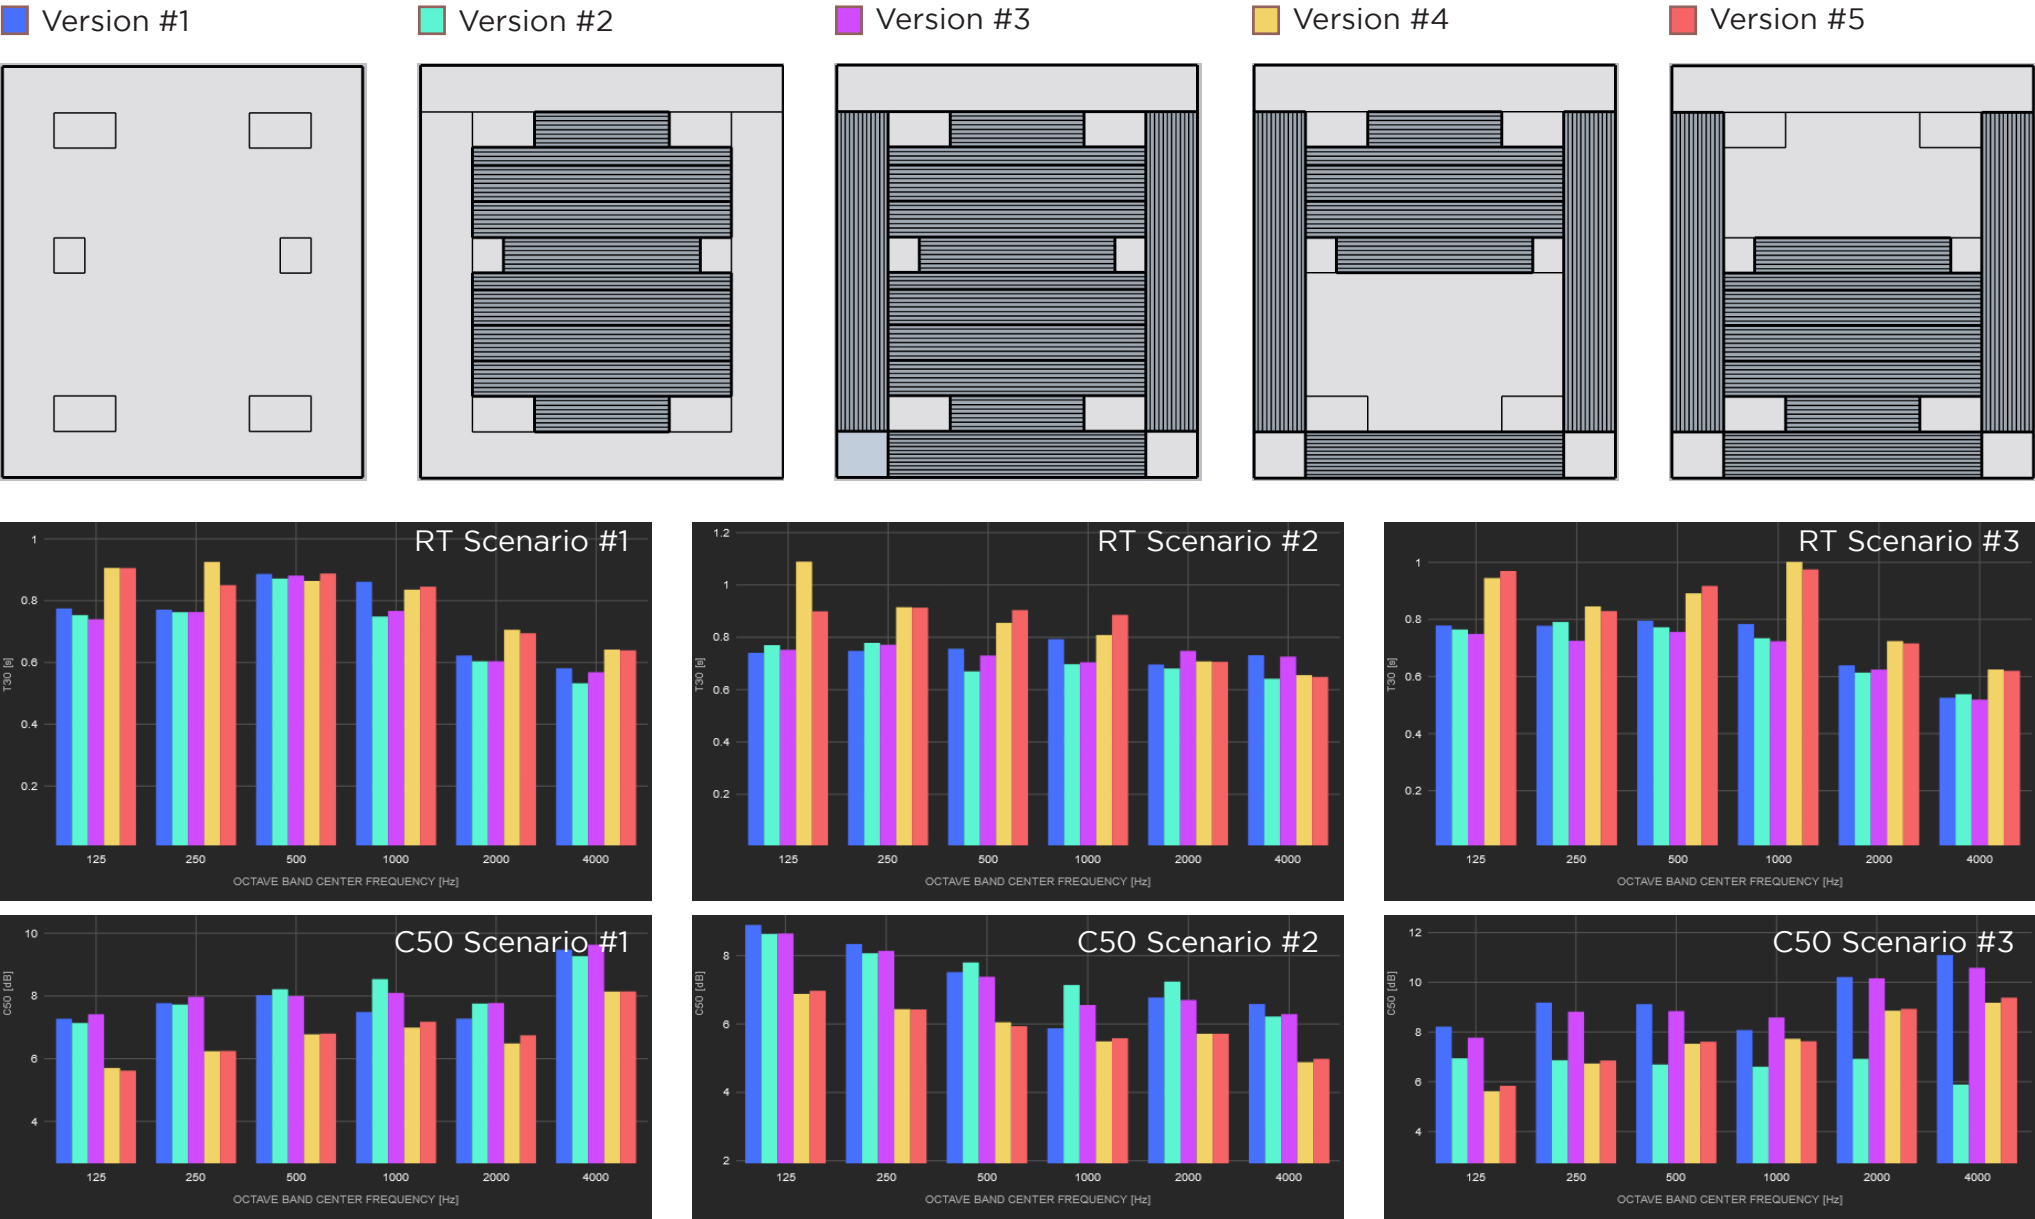 Version #1
Version #2
Version #3
Version #4
Version #5
RT Scenario #1
1
0.8
0.6
0.4
0.2
T30 [s]
125 250 500 1000 2000 4000
OCTAVE BAND CENTER FREQUENCY [Hz]
RT Scenario #2
1.2
1
0.8
0.6
0.4
0.2
T30 [s]
125 250 500 1000 2000 4000
OCTAVE BAND CENTER FREQUENCY [Hz]
RT Scenario #3
1
0.8
0.6
0.4
0.2
T30 [s]
125 250 500 1000 2000 4000
OCTAVE BAND CENTER FREQUENCY [Hz]
C50 Scenario #1
10
8
6
4
C50 [dB]
125 250 500 1000 2000 4000
OCTAVE BAND CENTER FREQUENCY [Hz]
C50 Scenario #2
8
6
4
2
C50 [dB]
125 250 500 1000 2000 4000
OCTAVE BAND CENTER FREQUENCY [Hz]
C50 Scenario #3
12
10
8
6
4
C50 [dB]
125 250 500 1000 2000 4000
OCTAVE BAND CENTER FREQUENCY [Hz]